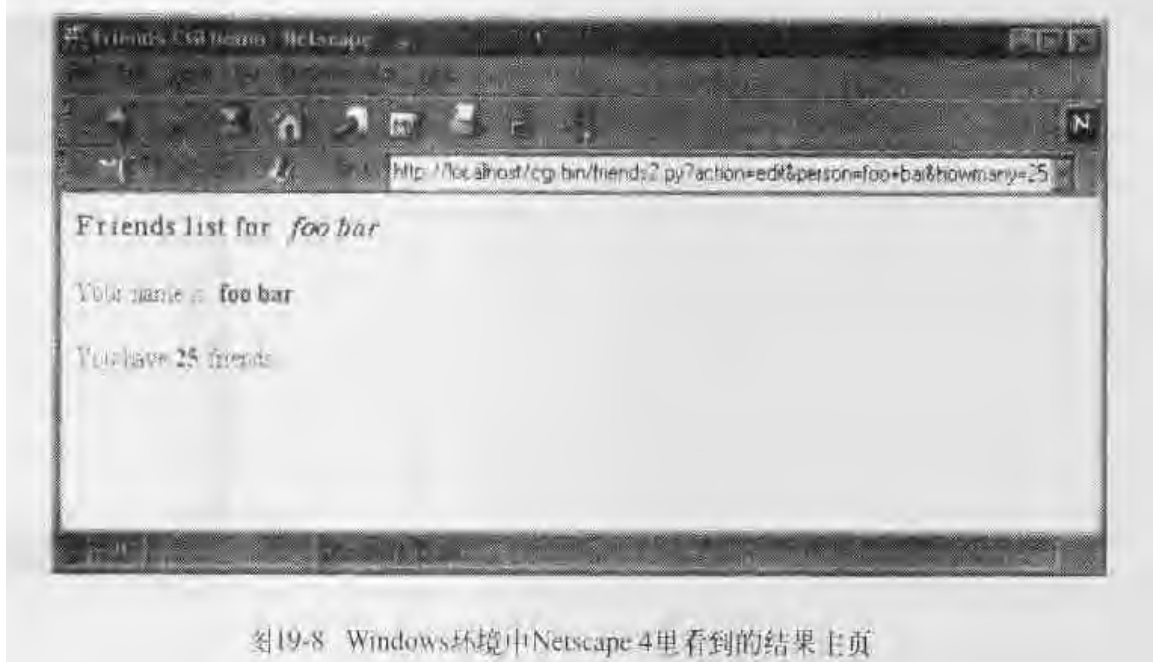 Friends CGI Demo Netscape
N
http://localhost/cgi-bin/friends2.py?action=edit&person=foo+bar&howmany=25
Friends list for foo bar
Your name is foo bar
You have 25 friends.
图19-8 Windows环境中Netscape 4里看到的结果主页